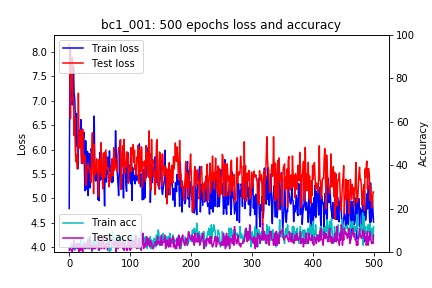 bc1_001: 500 epochs loss and accuracy
Train loss
Test loss
Train acc
Test acc
Loss
Accuracy
8.0
7.5
7.0
6.5
6.0
5.5
5.0
4.5
4.0
100
80
60
40
20
0
0 100 200 300 400 500